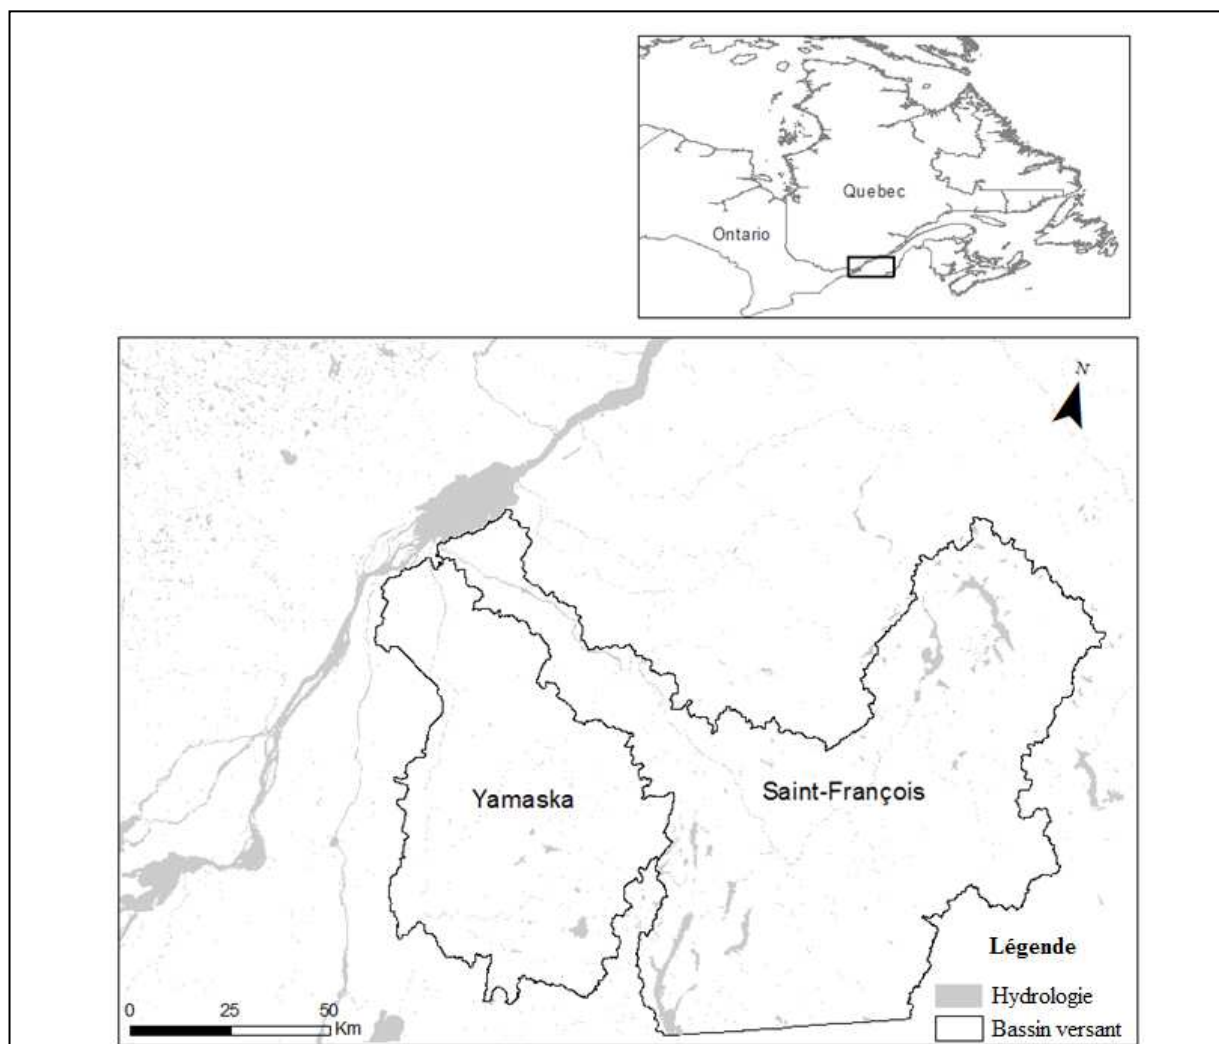 Quebec
Ontario
N
Yamaska
Saint-François
Légende
Hydrologie
Bassin versant
0 25 50
Km